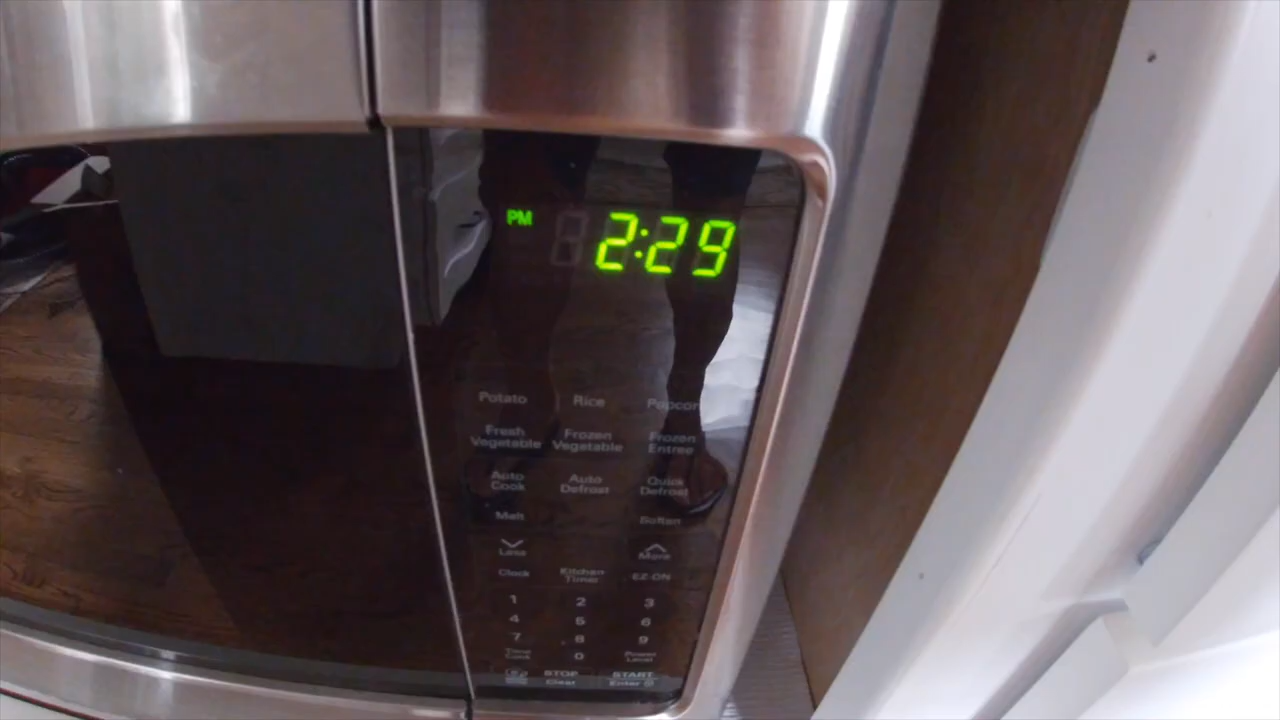 PM 2:29
Potato Rice Popcorn
Fresh Vegetable Frozen Vegetable Frozen Entree
Auto Cook Auto Defrost Quick Defrost
Melt Soften
Less More
Clock Kitchen Timer EZ-ON
1 2 3
4 5 6
7 8 9
Time Cook 0 Power Level
STOP Clear START Enter